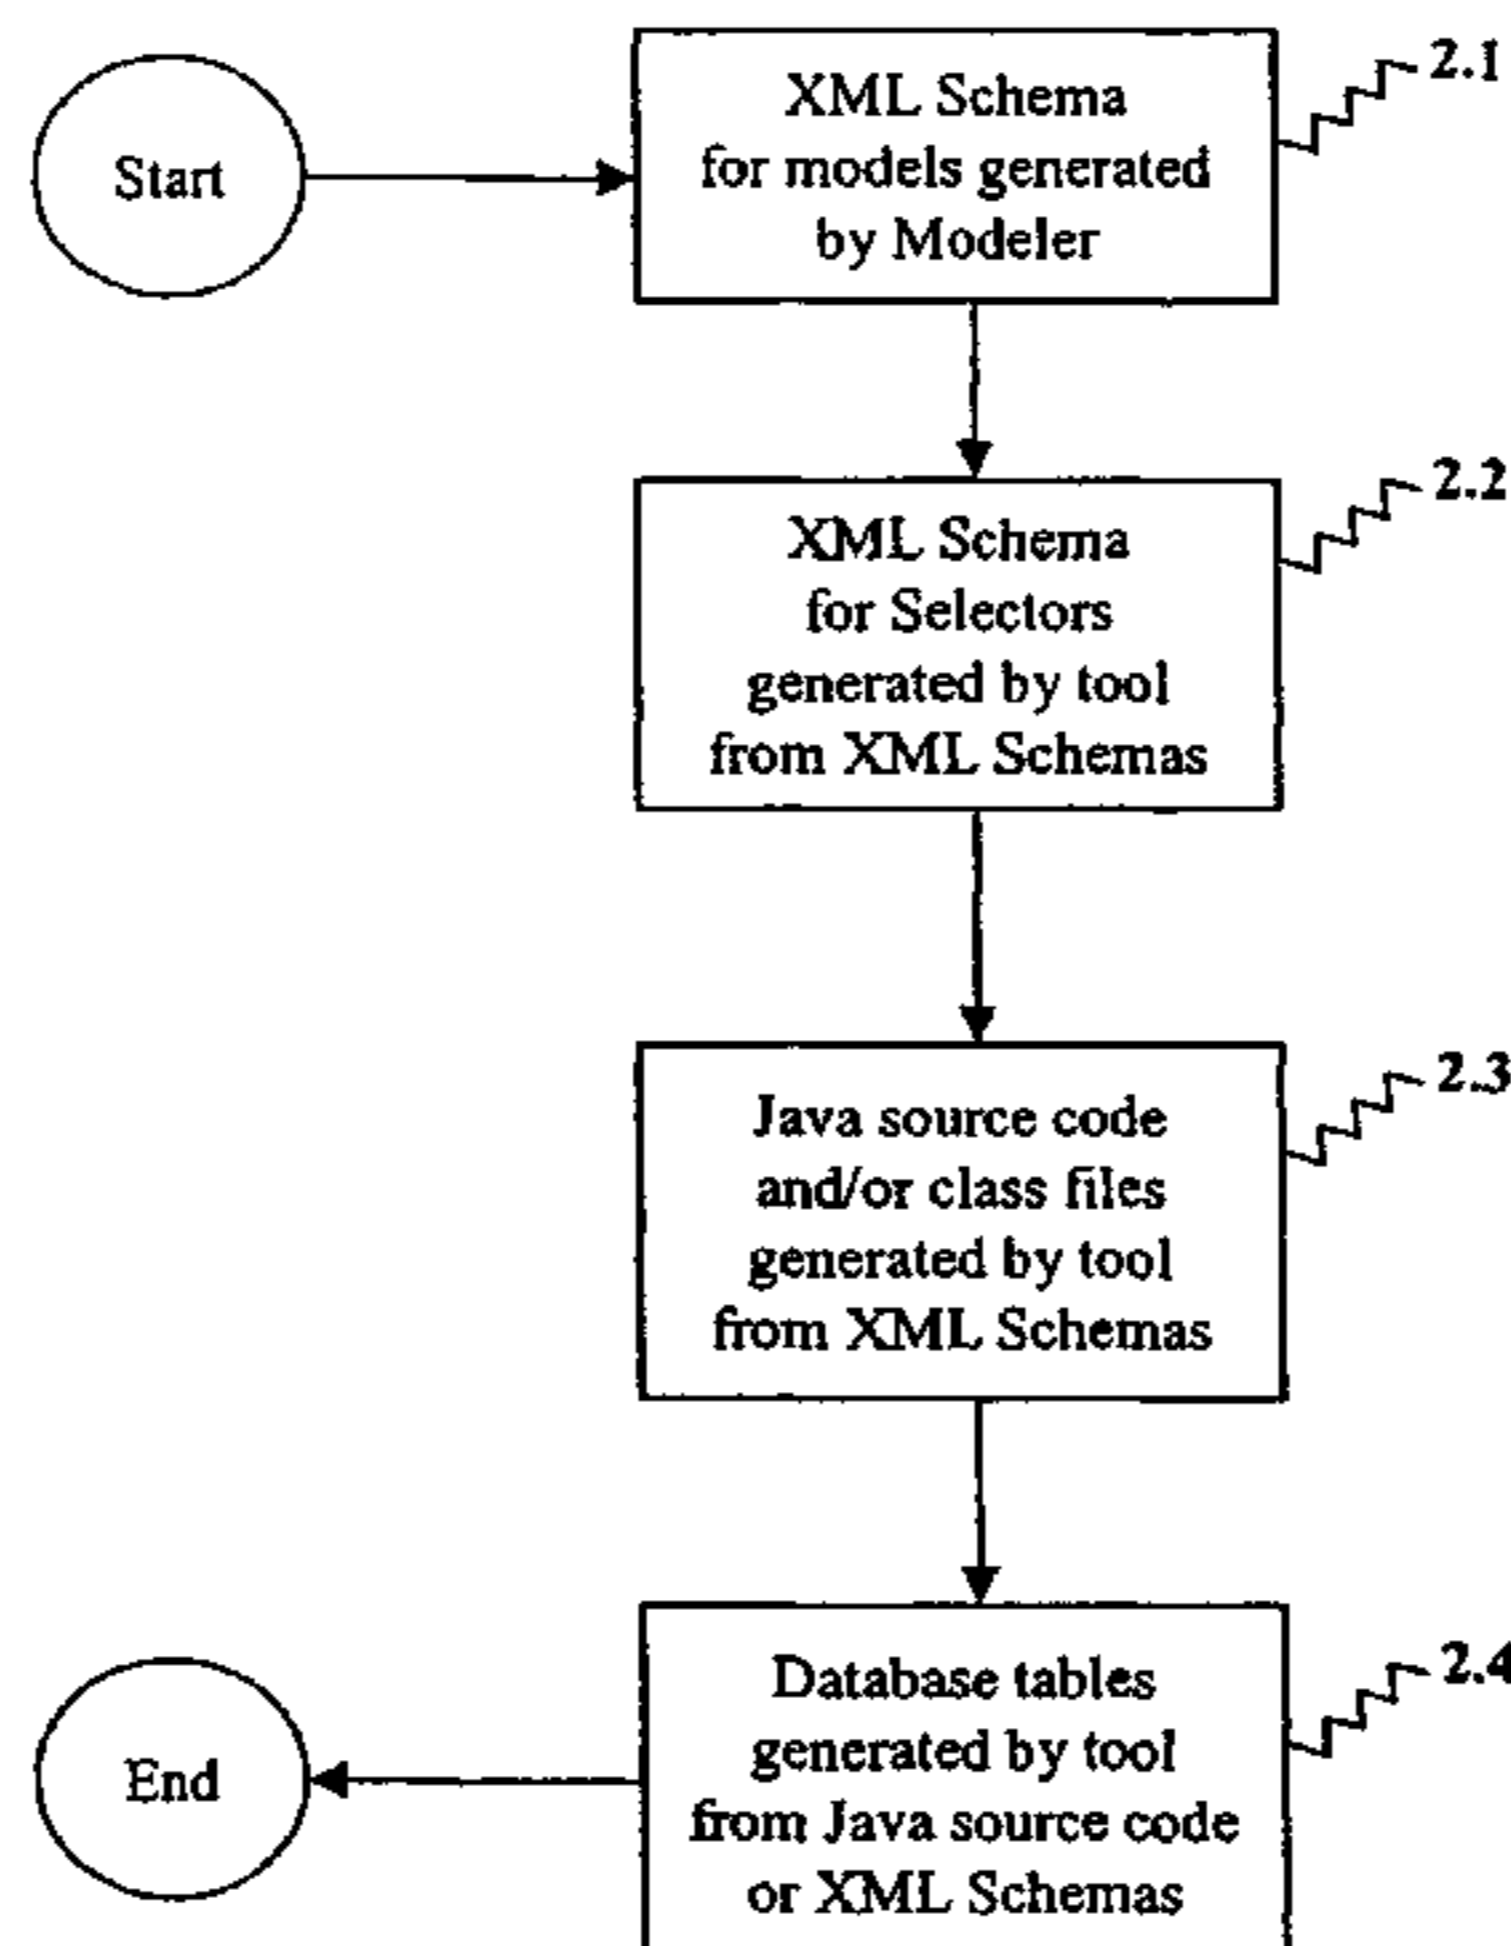 Start
XML Schema
for models generated
by Modeler
2.1
XML Schema
for Selectors
generated by tool
from XML Schemas
2.2
Java source code
and/or class files
generated by tool
from XML Schemas
2.3
Database tables
generated by tool
from Java source code
or XML Schemas
2.4
End